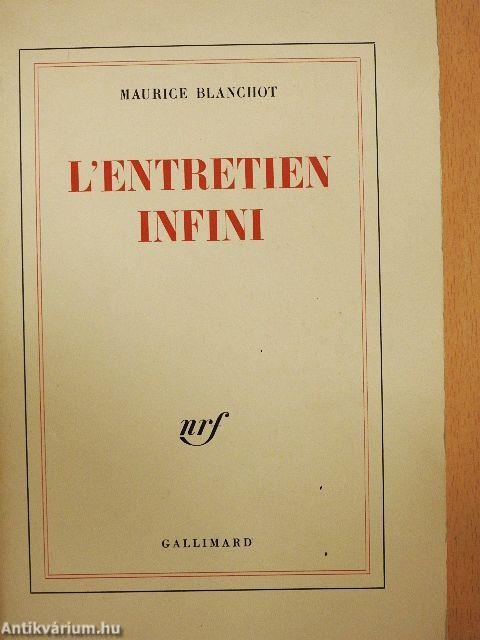 MAURICE BLANCHOT
L'ENTRETIEN
INFINI
nrf
GALLIMARD
Antikvárium.hu